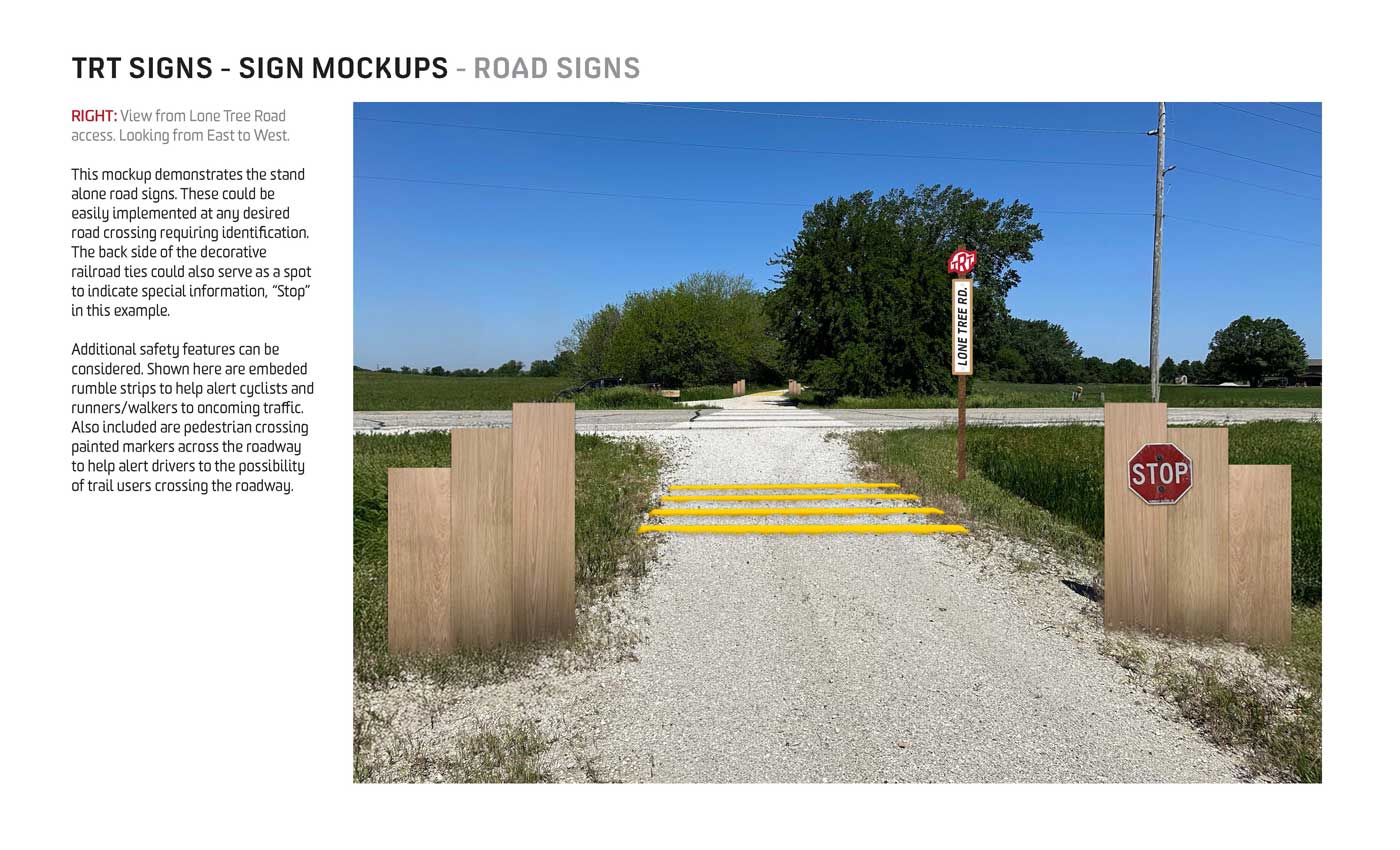 TRT SIGNS - SIGN MOCKUPS - ROAD SIGNS
RIGHT: View from Lone Tree Road
access. Looking from East to West.
This mockup demonstrates the stand
alone road signs. These could be
easily implemented at any desired
road crossing requiring identification.
The back side of the decorative
railroad ties could also serve as a spot
to indicate special information, “Stop”
in this example.
Additional safety features can be
considered. Shown here are embeded
rumble strips to help alert cyclists and
runners/walkers to oncoming traffic.
Also included are pedestrian crossing
painted markers across the roadway
to help alert drivers to the possibility
of trail users crossing the roadway.
TRT
LONE TREE RD.
STOP